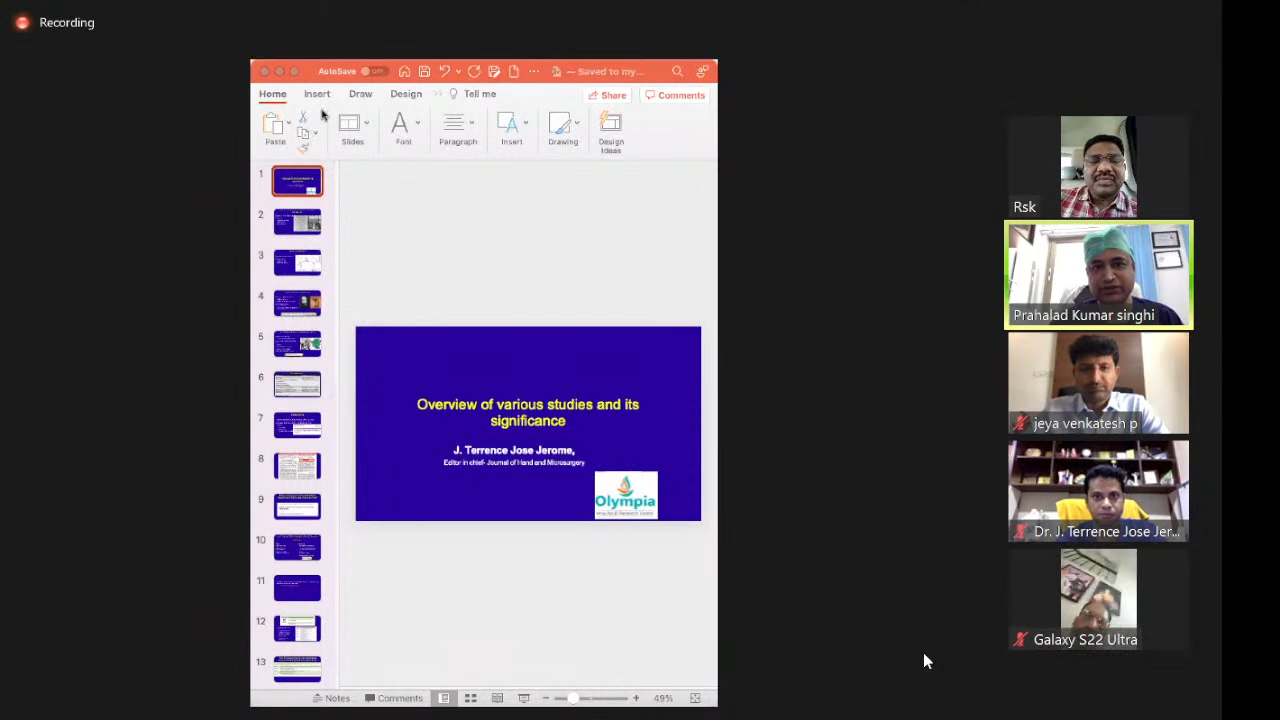 Recording
AutoSave OFF
— Saved to my...
Home Insert Draw Design Tell me
Share Comments
Paste Slides Font Paragraph Insert Drawing Design Ideas
1
2
3
4
5
6
7
8
9
10
11
12
13
Overview of various studies and its
significance
J. Terrence Jose Jerome,
Editor in chief- Journal of Hand and Microsurgery
Olympia
Notes Comments 49%
Rsk
Prahalad Kumar singhi
jeya venkatesh p
Dr. J. Terrence Jose Jer...
Galaxy S22 Ultra